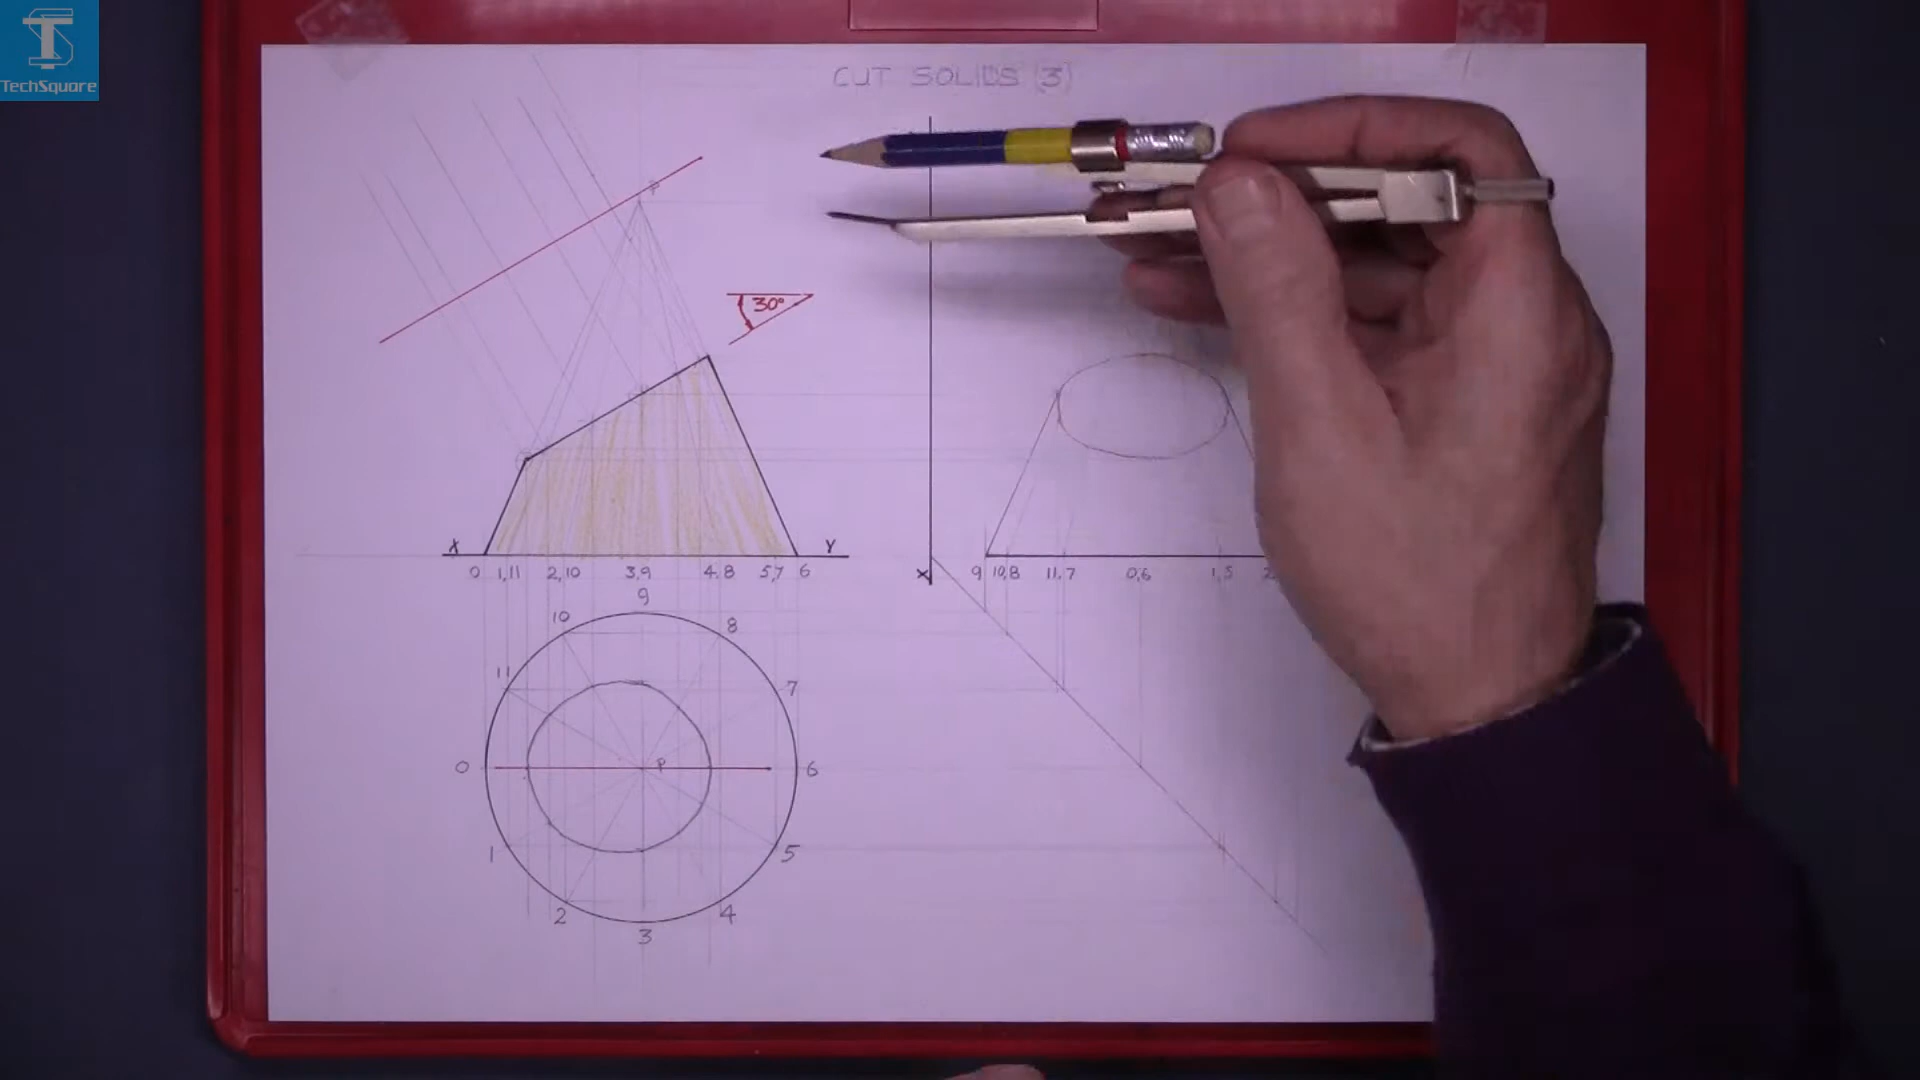 TS
TechSquare
CUT SOLIDS (3)
P
30°
X Y
0 1,11 2,10 3,9 4.8 5,7 6
X 9 10,8 11.7 0,6 1,5
9
10 8
11 7
0 P 6
1 5
2 4
3